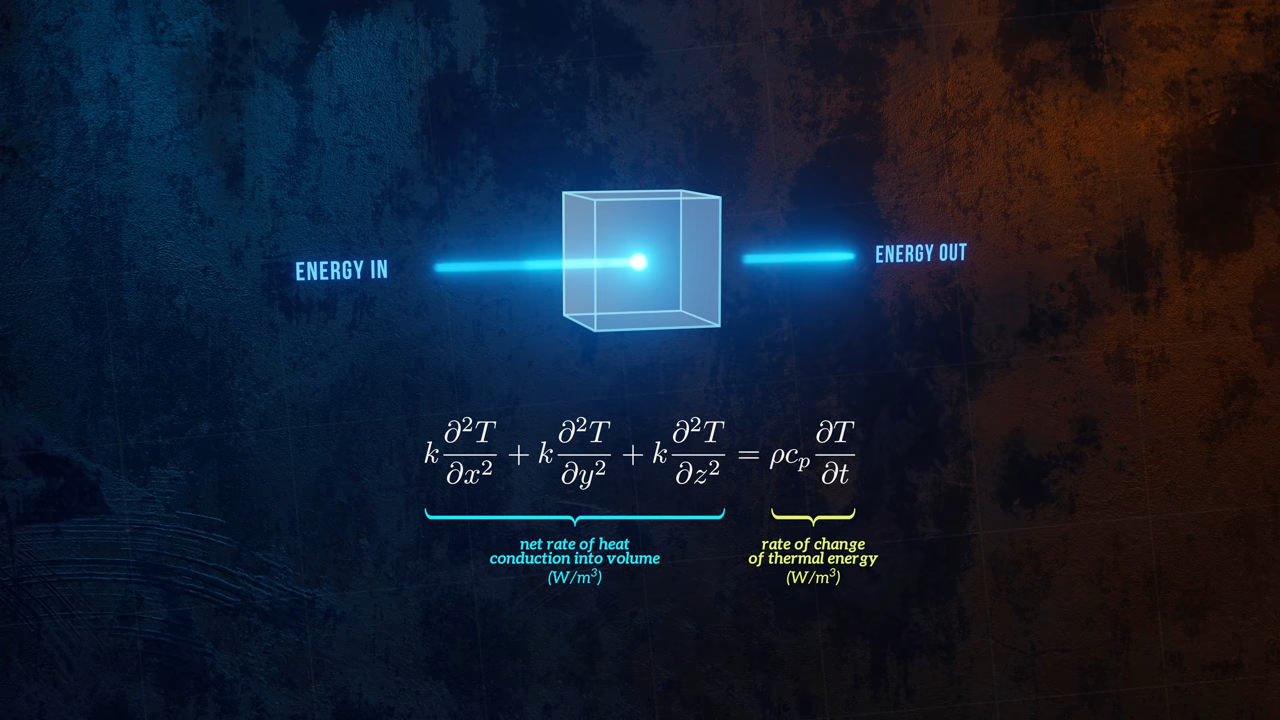 ENERGY IN
ENERGY OUT
k ∂²T/∂x² + k ∂²T/∂y² + k ∂²T/∂z² = ρcₚ ∂T/∂t
net rate of heat
conduction into volume
(W/m³)
rate of change
of thermal energy
(W/m³)